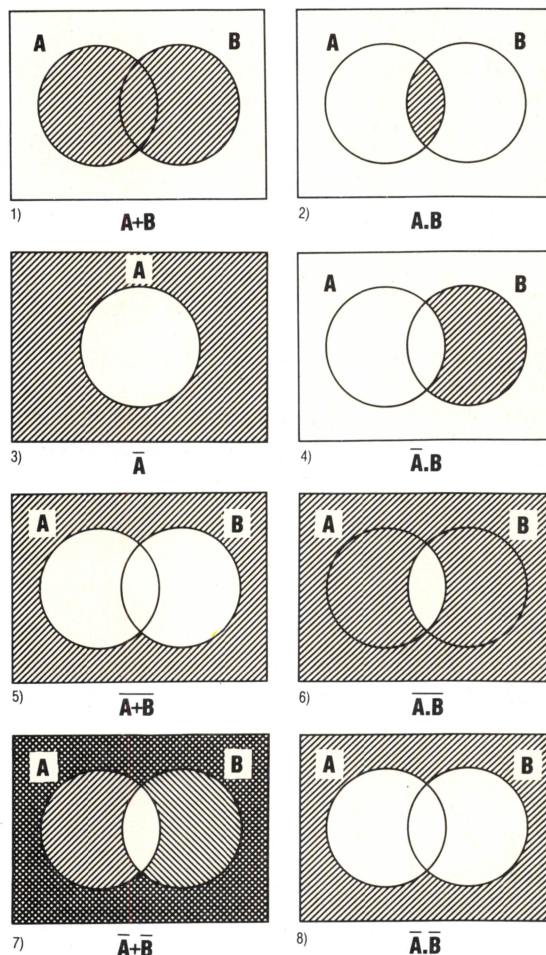 A B
1) A+B
A B
2) A.B
A
3) A̅
A B
4) A̅.B
A B
5) A̅+̅B̅
A B
6) A̅.̅B̅
A B
7) A̅+B̅
A B
8) A̅.B̅